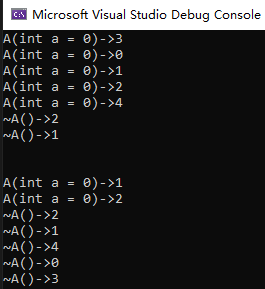 Microsoft Visual Studio Debug Console
A(int a = 0)->3
A(int a = 0)->0
A(int a = 0)->1
A(int a = 0)->2
A(int a = 0)->4
~A()->2
~A()->1
A(int a = 0)->1
A(int a = 0)->2
~A()->2
~A()->1
~A()->4
~A()->0
~A()->3